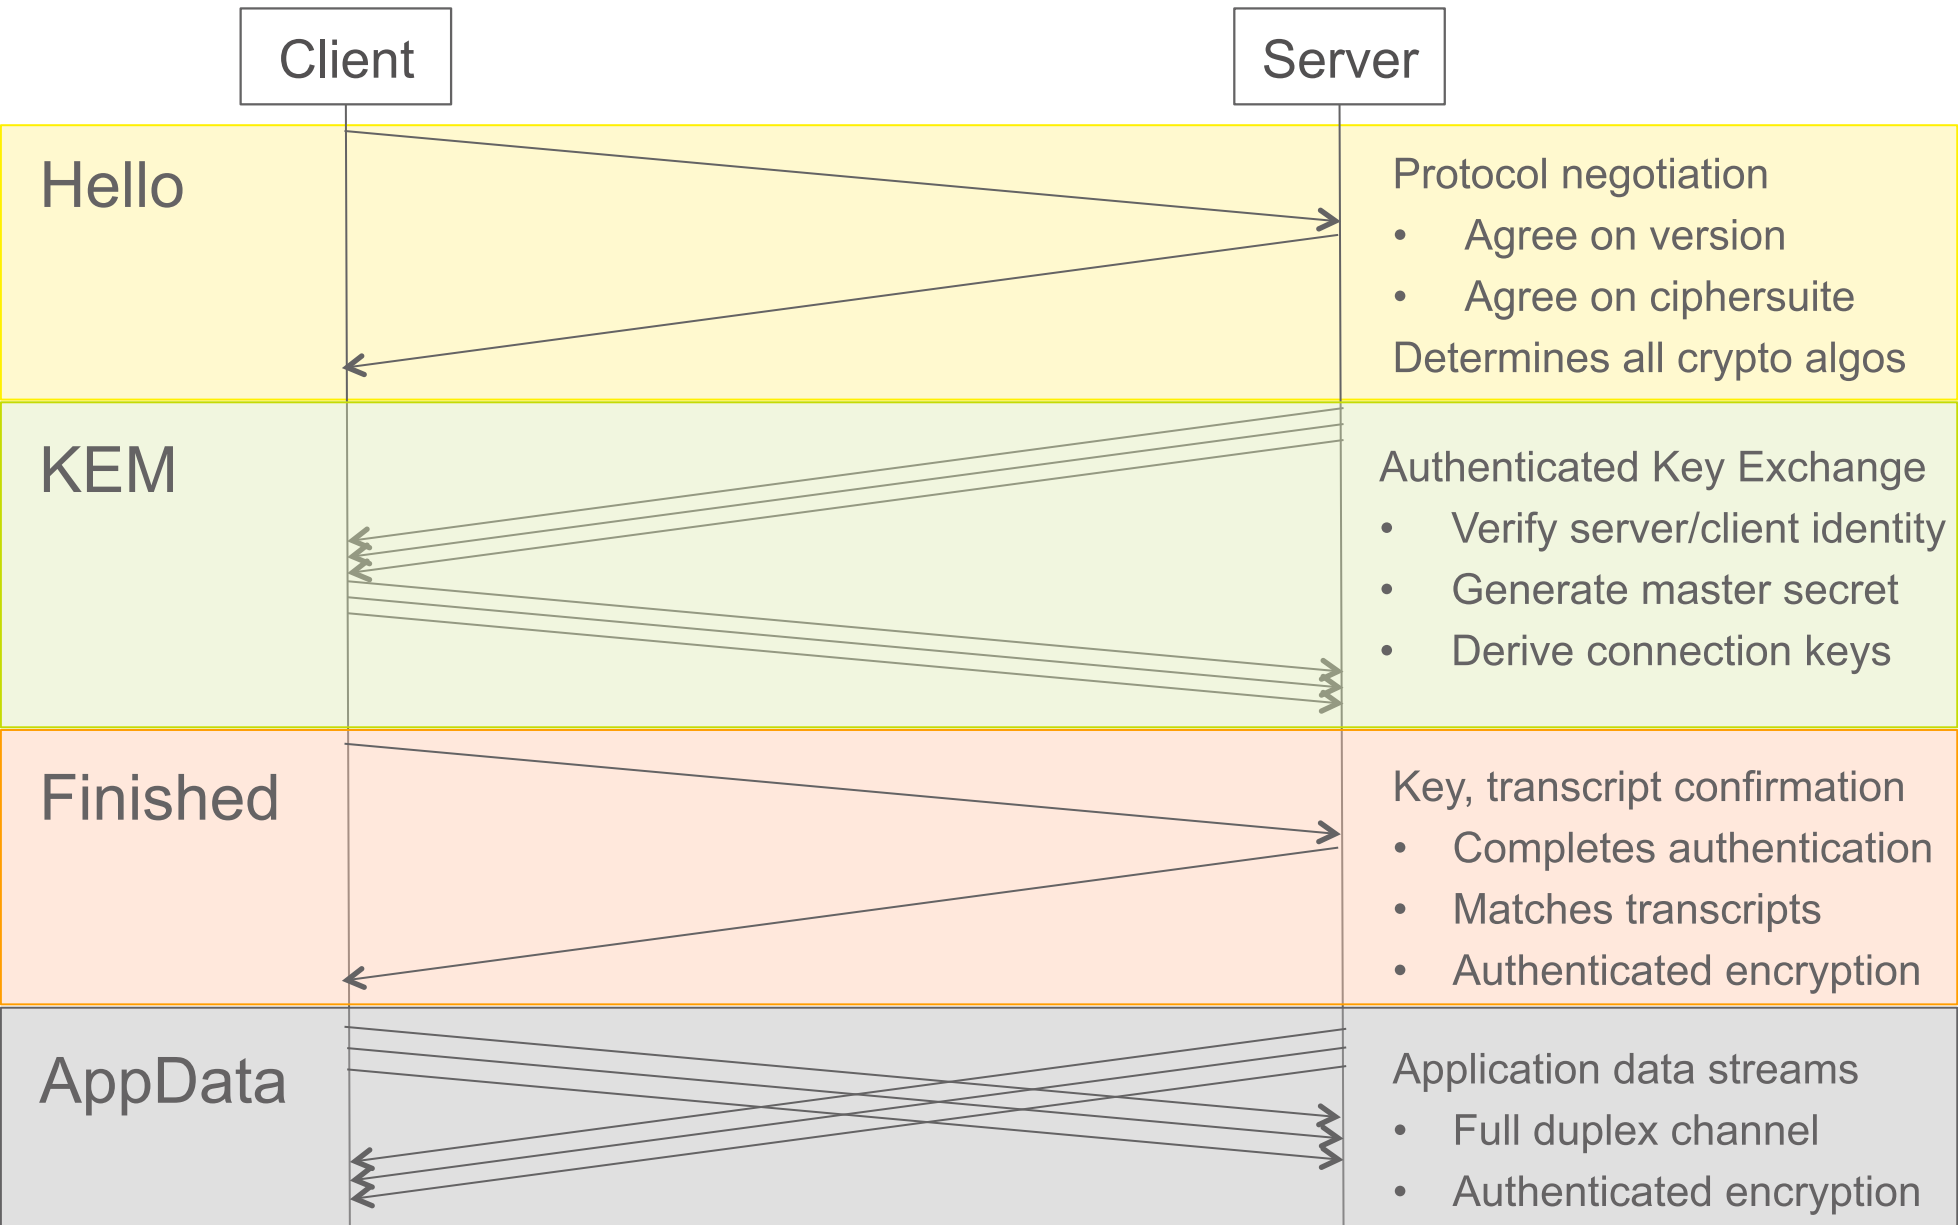 Client
Server
Hello
Protocol negotiation
• Agree on version
• Agree on ciphersuite
Determines all crypto algos
KEM
Authenticated Key Exchange
• Verify server/client identity
• Generate master secret
• Derive connection keys
Finished
Key, transcript confirmation
• Completes authentication
• Matches transcripts
• Authenticated encryption
AppData
Application data streams
• Full duplex channel
• Authenticated encryption